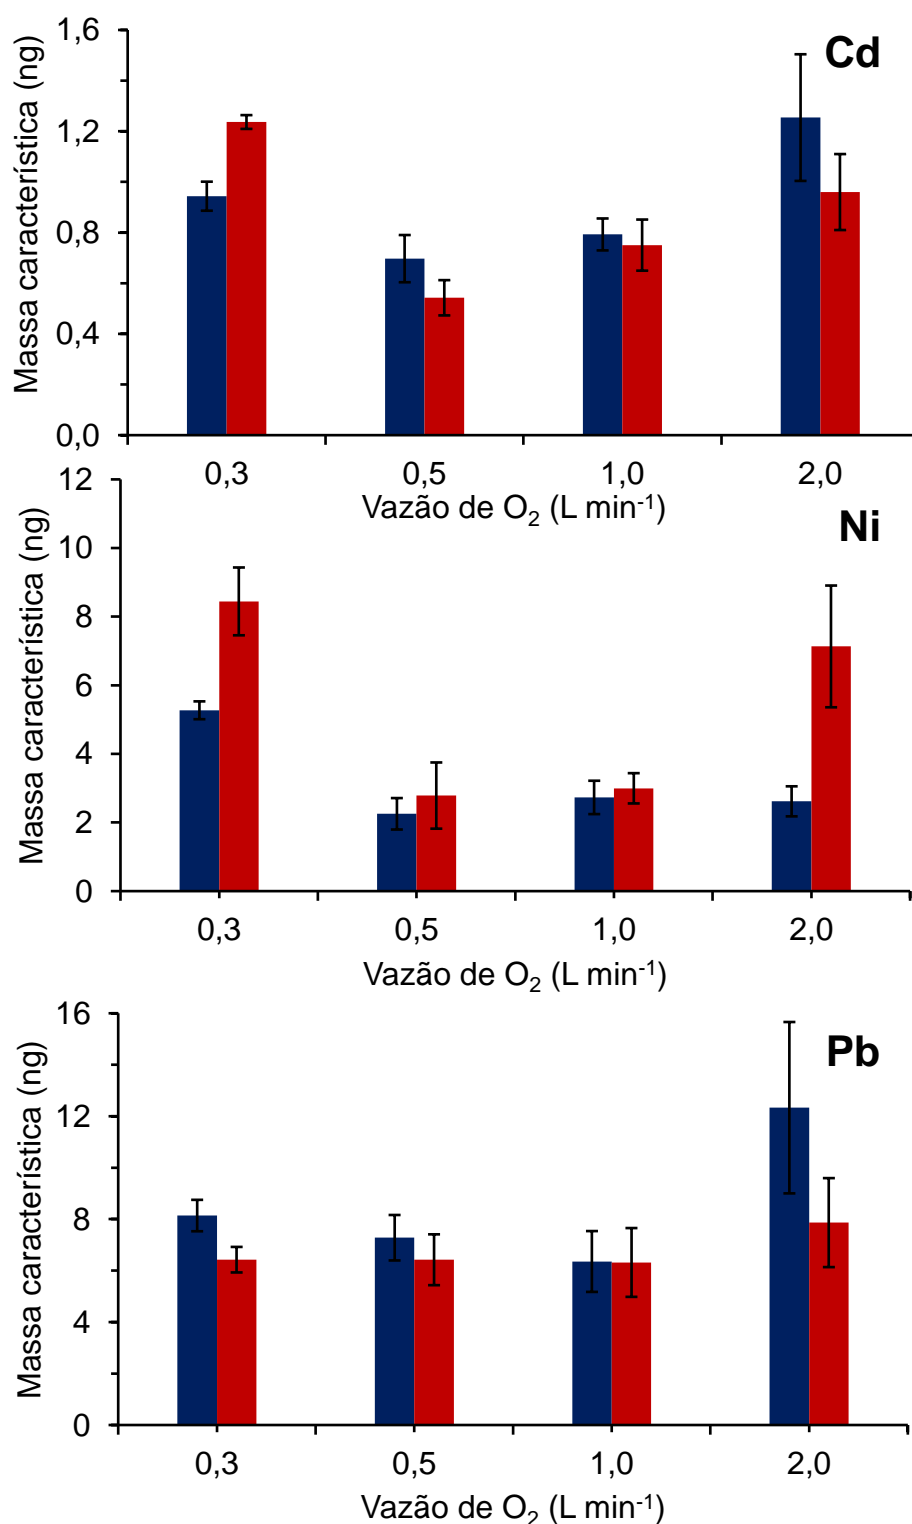 Cd
Massa característica (ng)
1,6
1,2
0,8
0,4
0,0
0,3 0,5 1,0 2,0
Vazão de O₂ (L min⁻¹)
Ni
Massa característica (ng)
12
10
8
6
4
2
0
0,3 0,5 1,0 2,0
Vazão de O₂ (L min⁻¹)
Pb
Massa característica (ng)
16
12
8
4
0
0,3 0,5 1,0 2,0
Vazão de O₂ (L min⁻¹)